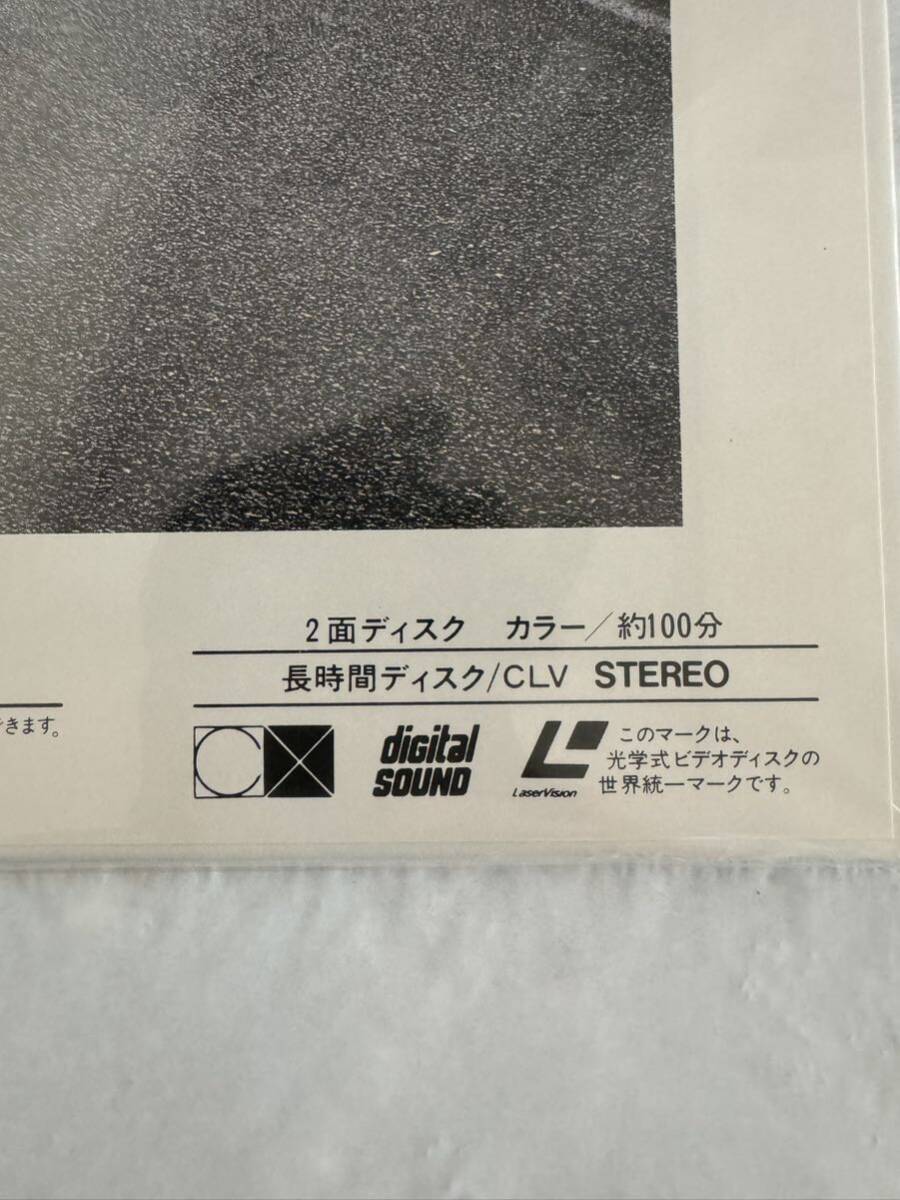 2面ディスク カラー/約100分
長時間ディスク/CLV STEREO
きます。
CX
digital
SOUND
LaserVision
このマークは、
光学式ビデオディスクの
世界統一マークです。